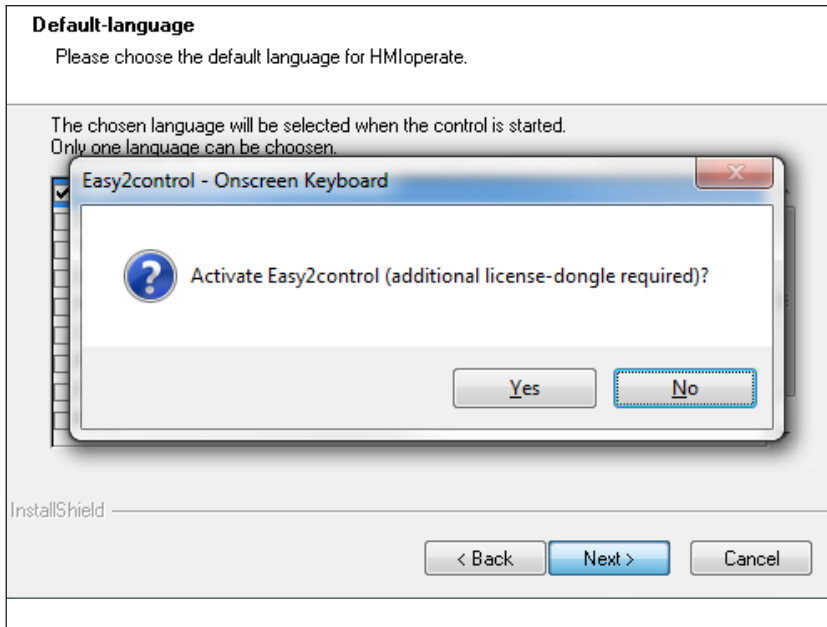 Default-language
Please choose the default language for HMIoperate.
The chosen language will be selected when the control is started.
Only one language can be choosen.
Easy2control - Onscreen Keyboard
Activate Easy2control (additional license-dongle required)?
Yes
No
InstallShield
< Back
Next >
Cancel